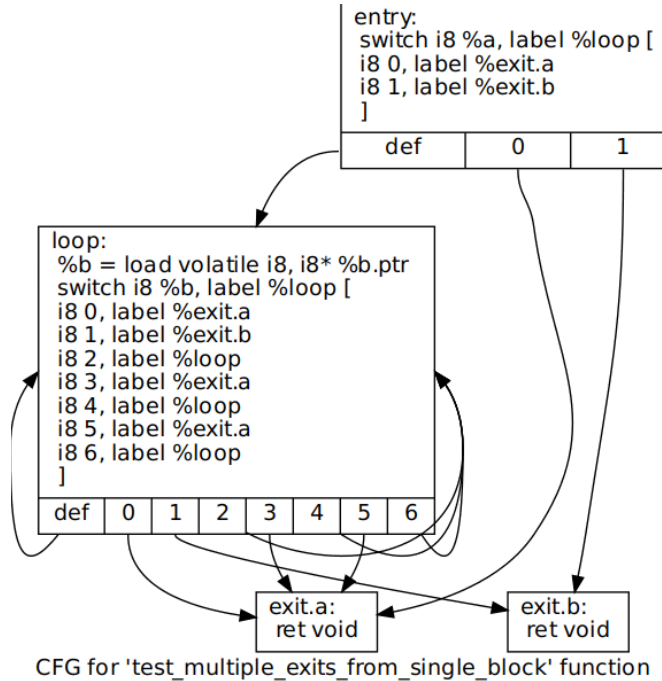 entry:
switch i8 %a, label %loop [
i8 0, label %exit.a
i8 1, label %exit.b
]
def 0 1
loop:
%b = load volatile i8, i8* %b.ptr
switch i8 %b, label %loop [
i8 0, label %exit.a
i8 1, label %exit.b
i8 2, label %loop
i8 3, label %exit.a
i8 4, label %loop
i8 5, label %exit.a
i8 6, label %loop
]
def 0 1 2 3 4 5 6
exit.a:
ret void
exit.b:
ret void
CFG for 'test_multiple_exits_from_single_block' function